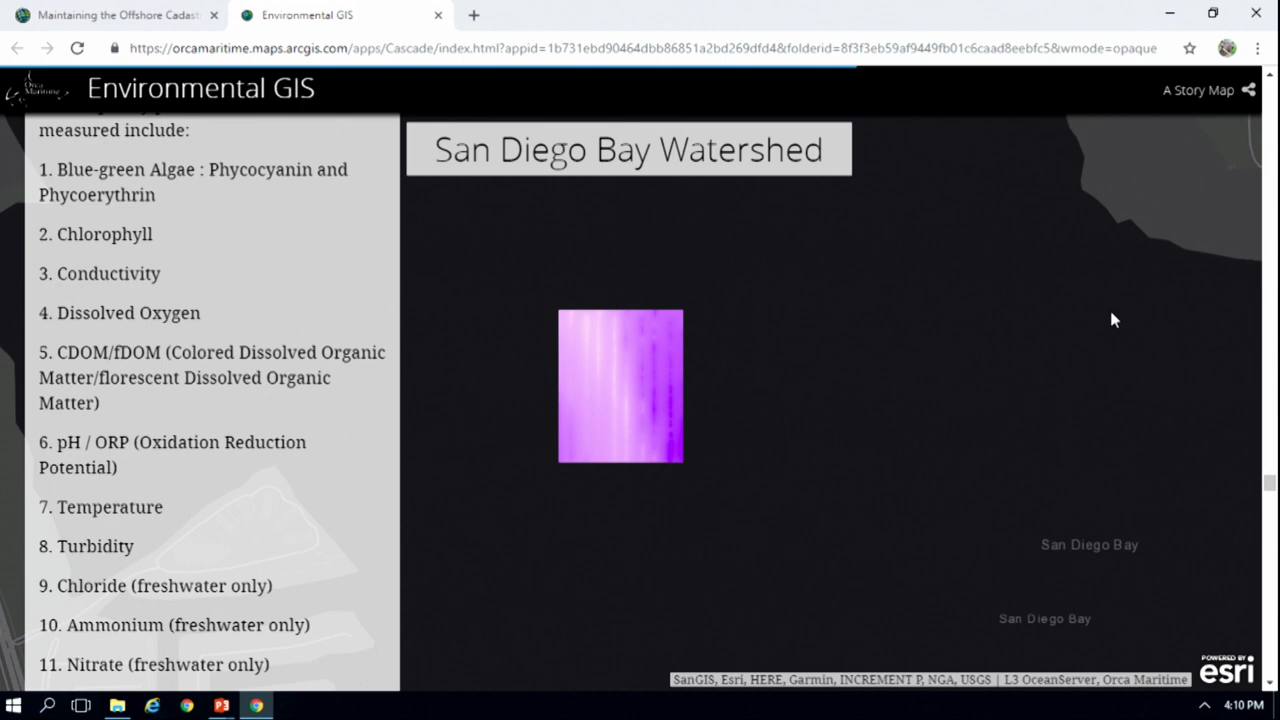 Maintaining the Offshore Cadast
Environmental GIS
https://orcamaritime.maps.arcgis.com/apps/Cascade/index.html?appid=1b731ebd90464dbb86851a2bd269dfd4&folderid=8f3f3eb59af9449fb01c6caad8eebfc5&wmode=opaque
Orca Maritime
Environmental GIS
A Story Map
measured include:
1. Blue-green Algae : Phycocyanin and
Phycoerythrin
2. Chlorophyll
3. Conductivity
4. Dissolved Oxygen
5. CDOM/fDOM (Colored Dissolved Organic
Matter/florescent Dissolved Organic
Matter)
6. pH / ORP (Oxidation Reduction
Potential)
7. Temperature
8. Turbidity
9. Chloride (freshwater only)
10. Ammonium (freshwater only)
11. Nitrate (freshwater only)
San Diego Bay Watershed
San Diego Bay
San Diego Bay
POWERED BY
esri
SanGIS, Esri, HERE, Garmin, INCREMENT P, NGA, USGS | L3 OceanServer, Orca Maritime
4:10 PM